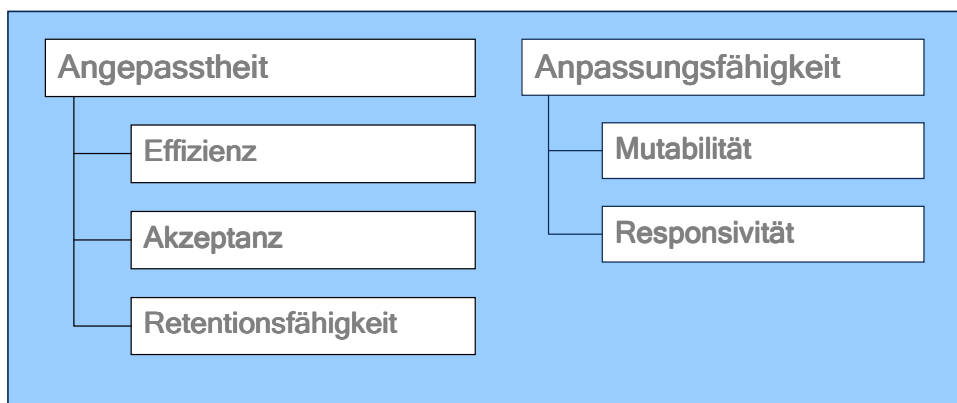 Angepasstheit
Effizienz
Akzeptanz
Retentionsfähigkeit
Anpassungsfähigkeit
Mutabilität
Responsivität